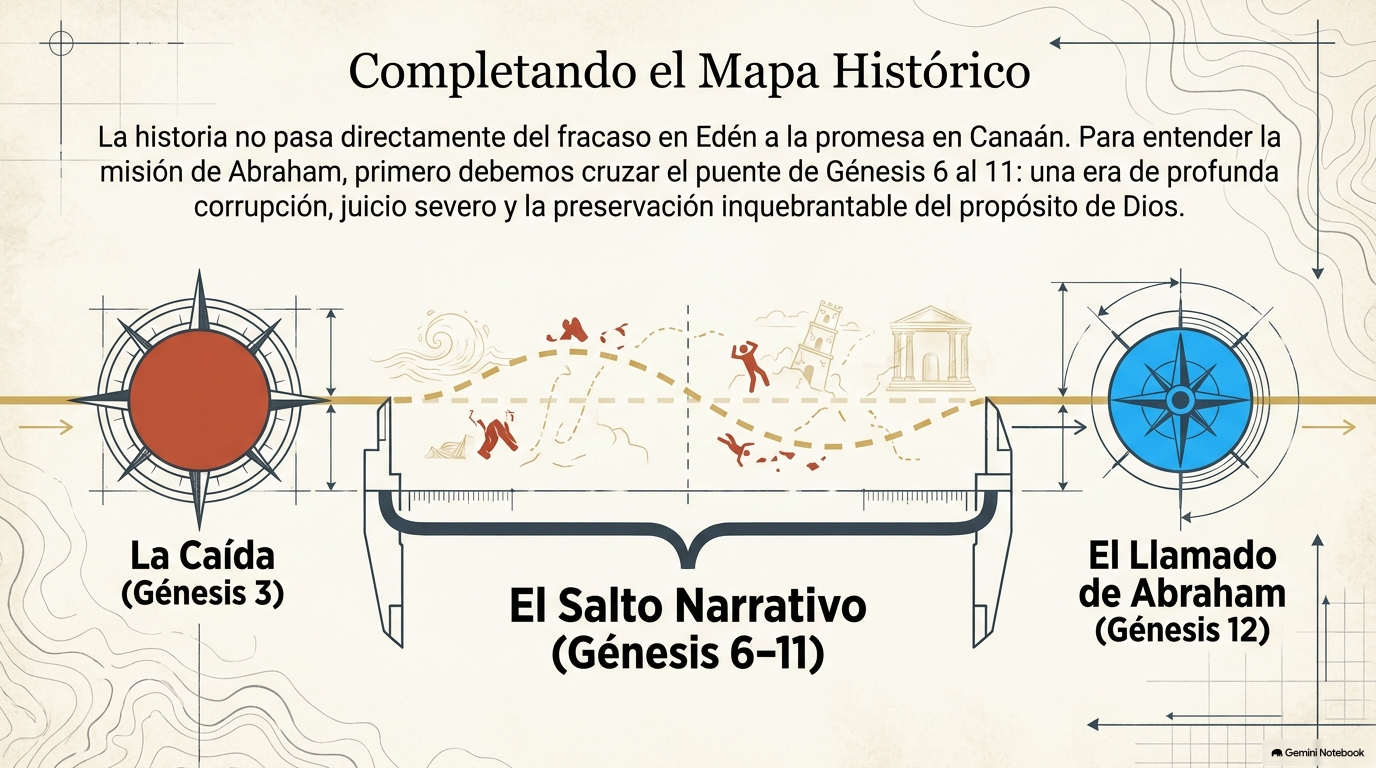 Completando el Mapa Histórico
La historia no pasa directamente del fracaso en Edén a la promesa en Canaán. Para entender la
misión de Abraham, primero debemos cruzar el puente de Génesis 6 al 11: una era de profunda
corrupción, juicio severo y la preservación inquebrantable del propósito de Dios.
La Caída
(Génesis 3)
El Salto Narrativo
(Génesis 6–11)
El Llamado
de Abraham
(Génesis 12)
Gemini Notebook